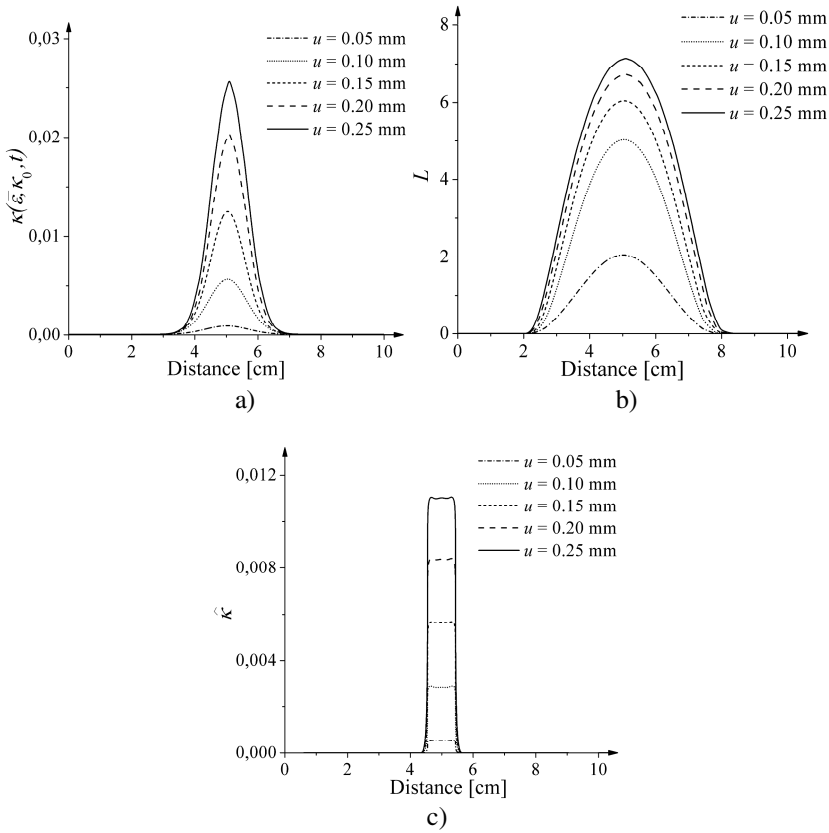 0,03
0,02
0,01
0,00
κ(ε̄,κ₀,t)
u = 0.05 mm
u = 0.10 mm
u = 0.15 mm
u = 0.20 mm
u = 0.25 mm
0 2 4 6 8 10
Distance [cm]
a)
8
6
4
2
0
L
u = 0.05 mm
u = 0.10 mm
u = 0.15 mm
u = 0.20 mm
u = 0.25 mm
0 2 4 6 8 10
Distance [cm]
b)
0,012
0,008
0,004
0,000
κ̂
u = 0.05 mm
u = 0.10 mm
u = 0.15 mm
u = 0.20 mm
u = 0.25 mm
0 2 4 6 8 10
Distance [cm]
c)